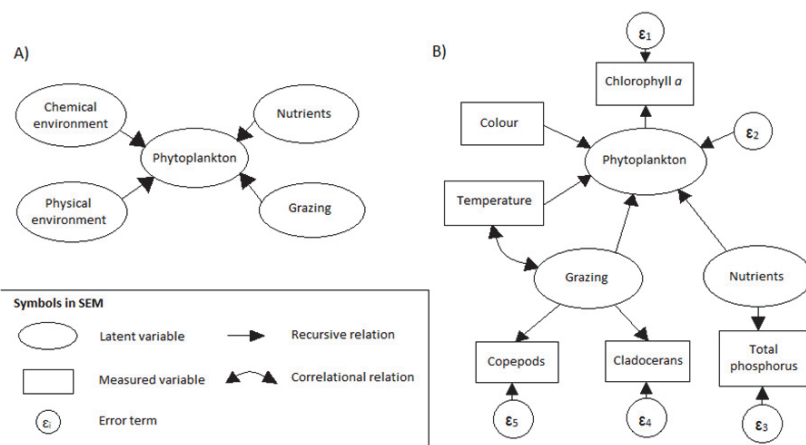 A)
Chemical
environment
Nutrients
Phytoplankton
Physical
environment
Grazing
Symbols in SEM
Latent variable
Recursive relation
Measured variable
Correlational relation
εi
Error term
B)
ε1
Chlorophyll a
Colour
ε2
Phytoplankton
Temperature
Grazing
Nutrients
Copepods
Cladocerans
Total
phosphorus
ε5
ε4
ε3